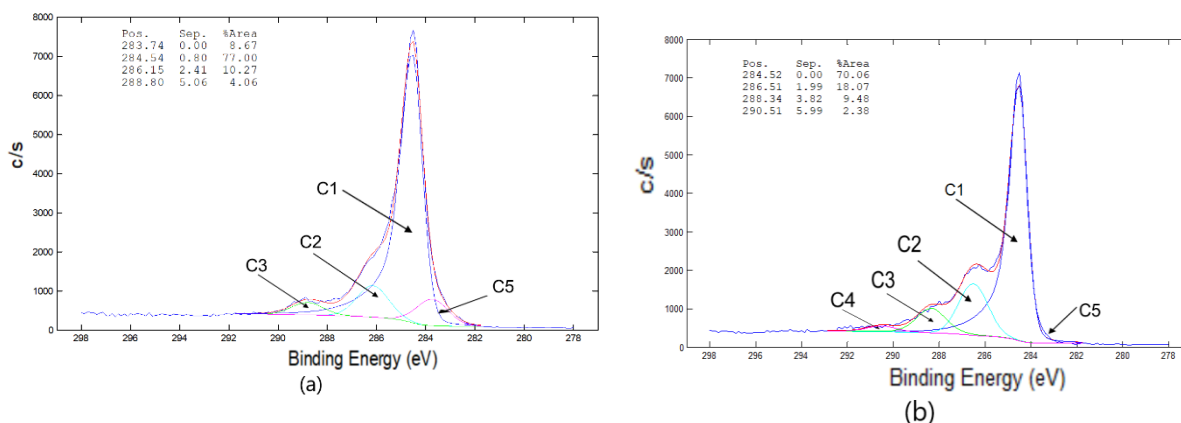 8000
7000
6000
5000
4000
3000
2000
1000
0
c/s
Pos. Sep. %Area
283.74 0.00 8.67
284.54 0.80 77.00
286.15 2.41 10.27
288.80 5.06 4.06
C1
C2
C3
C5
298 296 294 292 290 288 286 284 282 280 278
Binding Energy (eV)
(a)
8000
7000
6000
5000
4000
3000
2000
1000
0
c/s
Pos. Sep. %Area
284.52 0.00 70.06
286.51 1.99 18.07
288.34 3.82 9.48
290.51 5.99 2.38
C1
C2
C3
C4
C5
298 296 294 292 290 288 286 284 282 280 278
Binding Energy (eV)
(b)